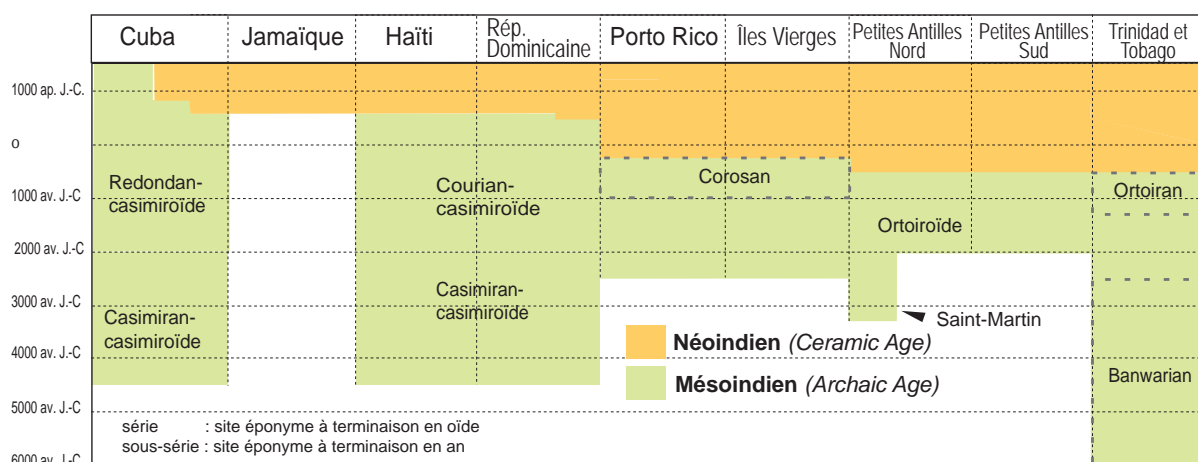 Cuba
Jamaïque
Haïti
Rép.
Dominicaine
Porto Rico
Îles Vierges
Petites Antilles
Nord
Petites Antilles
Sud
Trinidad et
Tobago
1000 ap. J.-C.
0
1000 av. J.-C
2000 av. J.-C
3000 av. J.-C
4000 av. J.-C
5000 av. J.-C
6000 av. J.-C
Redondan-
casimiroïde
Casimiran-
casimiroïde
Courian-
casimiroïde
Casimiran-
casimiroïde
Corosan
Ortoiroïde
Saint-Martin
Ortoiran
Banwarian
Néoindien (Ceramic Age)
Mésoindien (Archaic Age)
série : site éponyme à terminaison en oïde
sous-série : site éponyme à terminaison en an